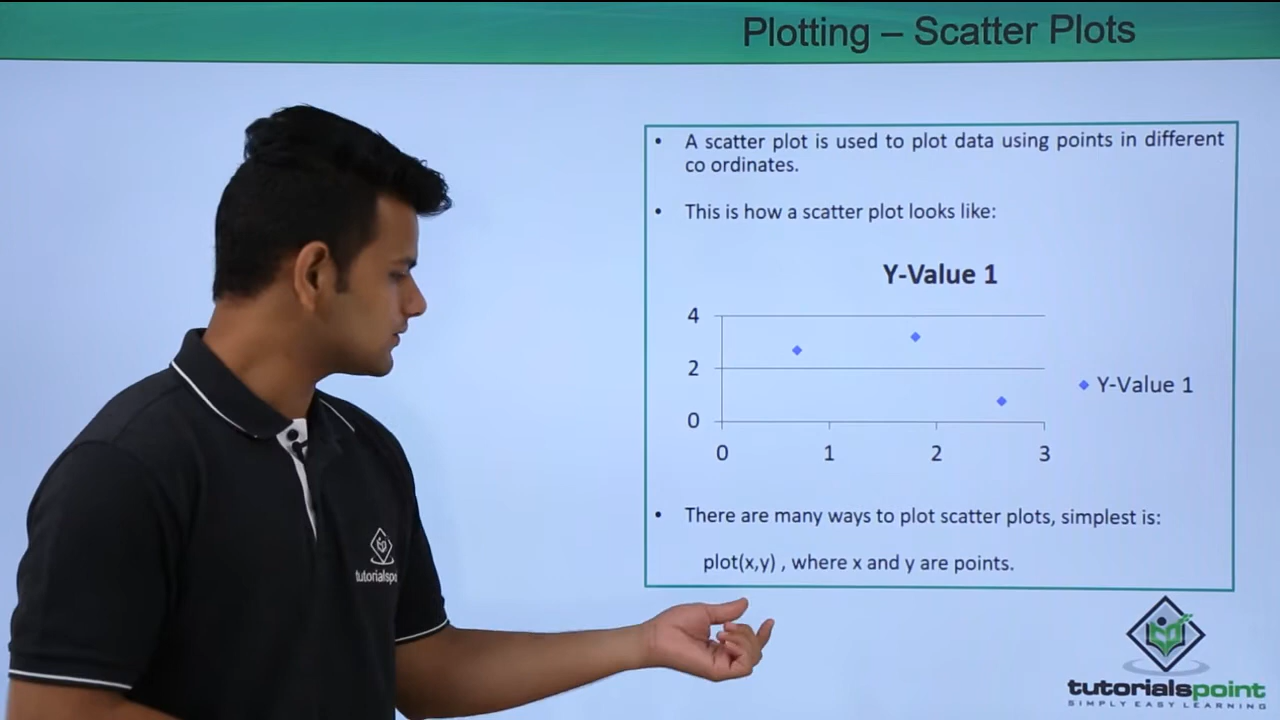 Plotting – Scatter Plots
• A scatter plot is used to plot data using points in different
co ordinates.
• This is how a scatter plot looks like:
Y-Value 1
4
2
0
0 1 2 3
Y-Value 1
• There are many ways to plot scatter plots, simplest is:
plot(x,y) , where x and y are points.
tutorialspoint
SIMPLY EASY LEARNING